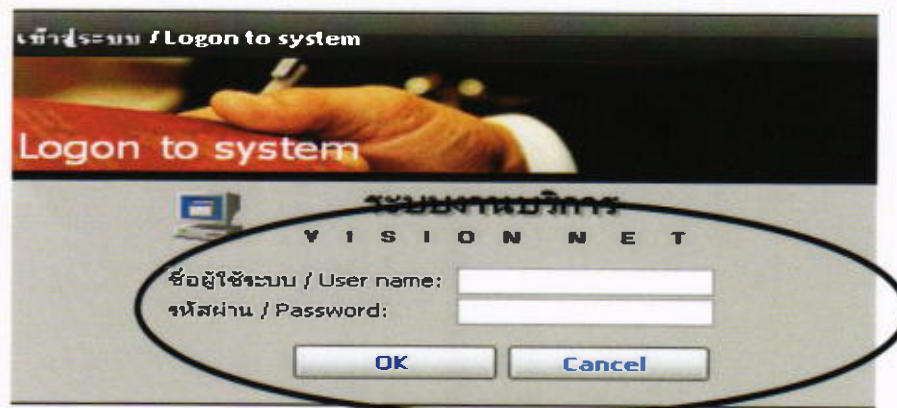 เข้าสู่ระบบ / Logon to system
Logon to system
ระบบงานบริการ
V I S I O N N E T
ชื่อผู้ใช้ระบบ / User name:
รหัสผ่าน / Password:
OK Cancel